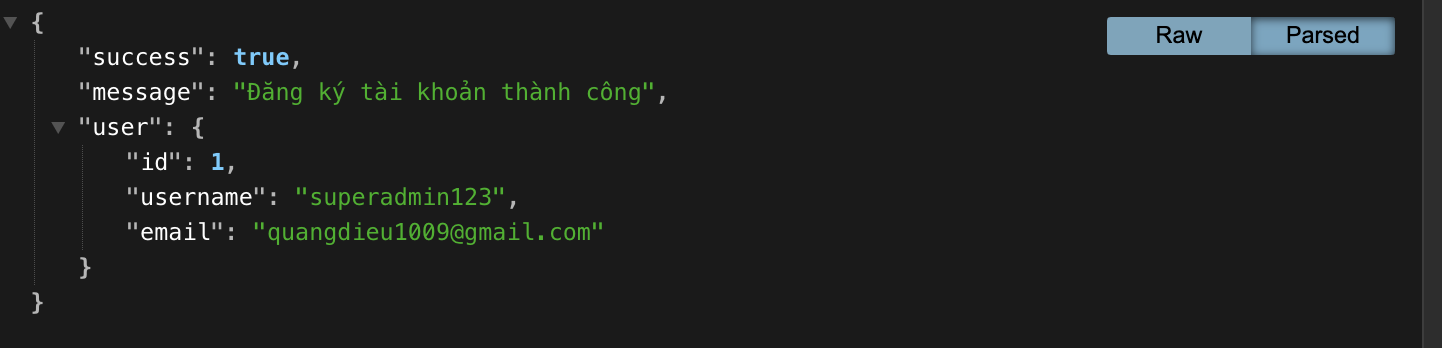 {
Raw Parsed
"success": true,
"message": "Đăng ký tài khoản thành công",
"user": {
"id": 1,
"username": "superadmin123",
"email": "quangdieu1009@gmail.com"
}
}